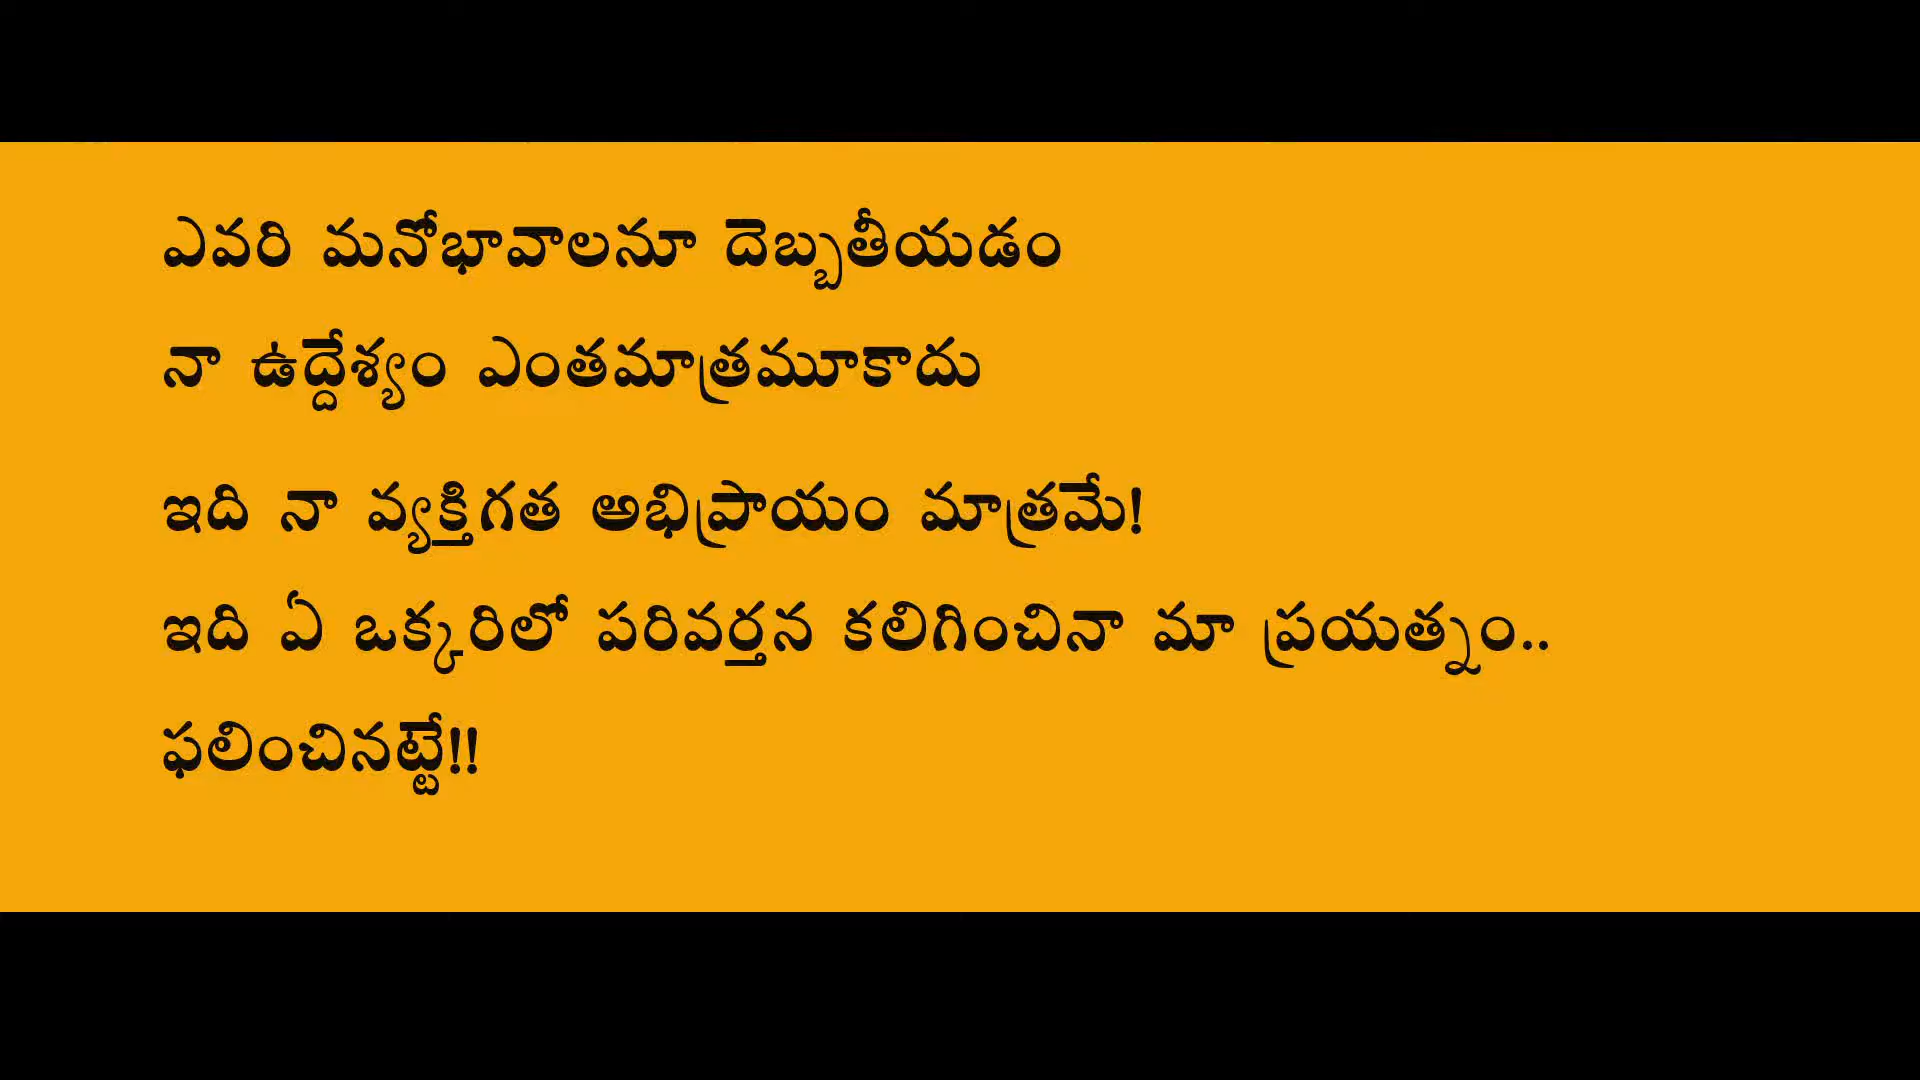 ఎవరి మనోభావాలనూ దెబ్బతీయడం
నా ఉద్దేశ్యం ఎంతమాత్రమూకాదు
ఇది నా వ్యక్తిగత అభిప్రాయం మాత్రమే!
ఇది ఏ ఒక్కరిలో పరివర్తన కలిగించినా మా ప్రయత్నం..
ఫలించినట్టే!!